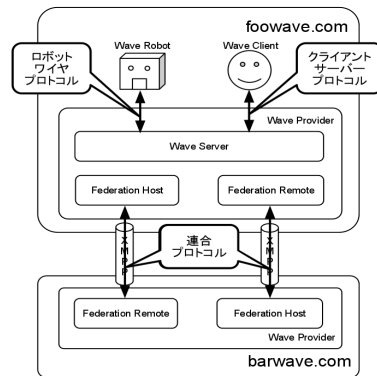 foowave.com
Wave Robot
Wave Client
ロボット
ワイヤ
プロトコル
クライアント
サーバー
プロトコル
Wave Provider
Wave Server
Federation Host
Federation Remote
XMPP
連合
プロトコル
XMPP
Federation Remote
Federation Host
Wave Provider
barwave.com